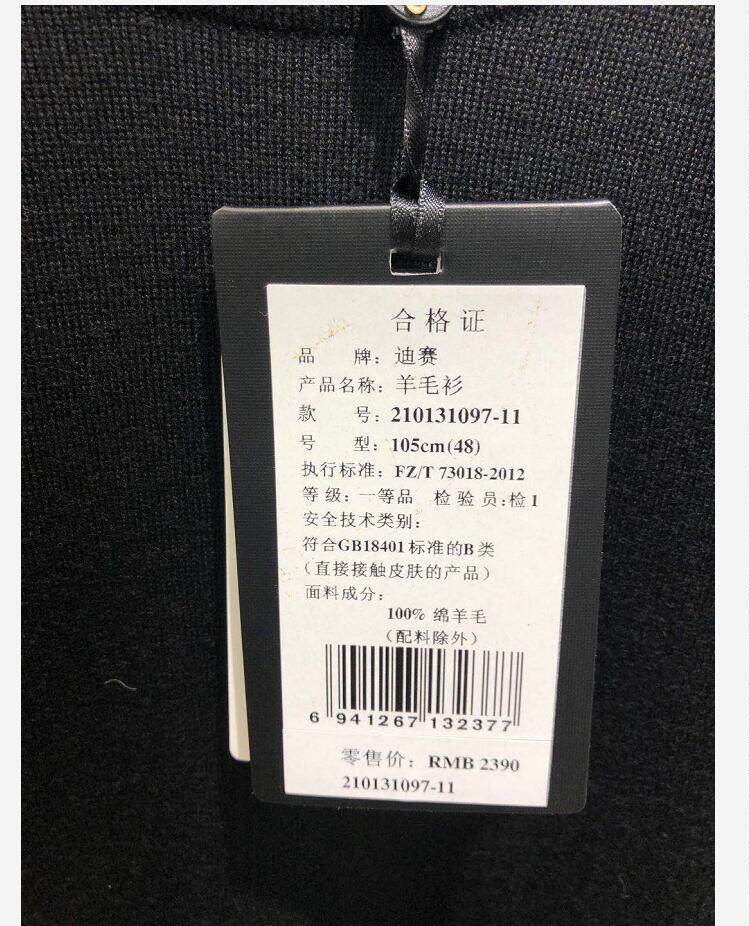 合格证
品 牌：迪赛
产品名称：羊毛衫
款 号：210131097-11
号 型：105cm(48)
执行标准：FZ/T 73018-2012
等级：一等品 检验员:检1
安全技术类别：
符合GB18401标准的B类
（直接接触皮肤的产品）
面料成分：
100% 绵羊毛
（配料除外）
6 941267 132377
零售价：RMB 2390
210131097-11